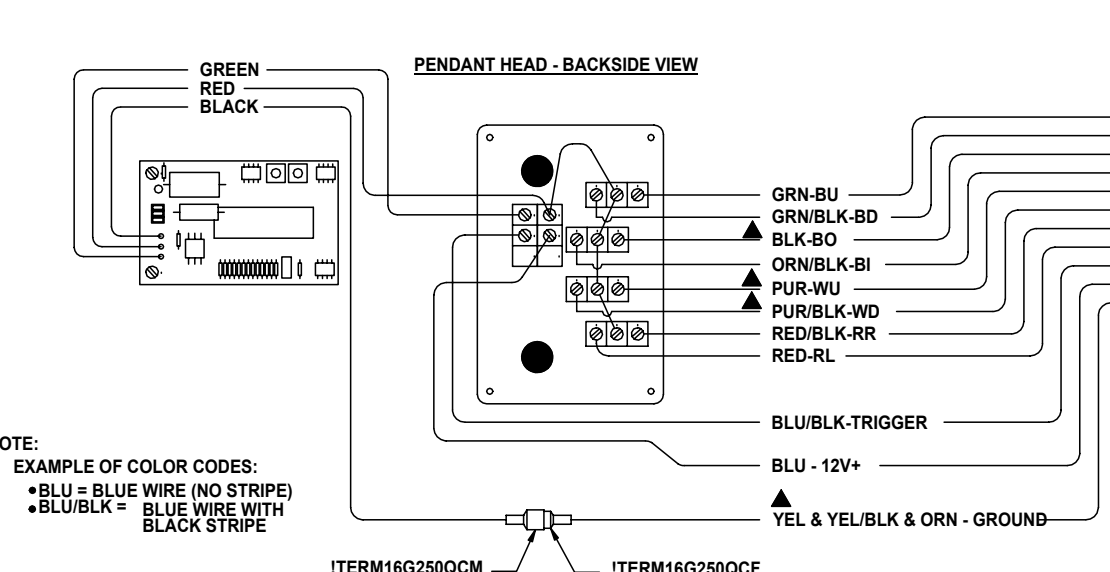 PENDANT HEAD - BACKSIDE VIEW
GREEN
RED
BLACK
GRN-BU
GRN/BLK-BD
BLK-BO
ORN/BLK-BI
PUR-WU
PUR/BLK-WD
RED/BLK-RR
RED-RL
BLU/BLK-TRIGGER
BLU - 12V+
YEL & YEL/BLK & ORN - GROUND
OTE:
EXAMPLE OF COLOR CODES:
•BLU = BLUE WIRE (NO STRIPE)
•BLU/BLK = BLUE WIRE WITH
BLACK STRIPE
!TERM16G250QCM
!TERM16G250QCF